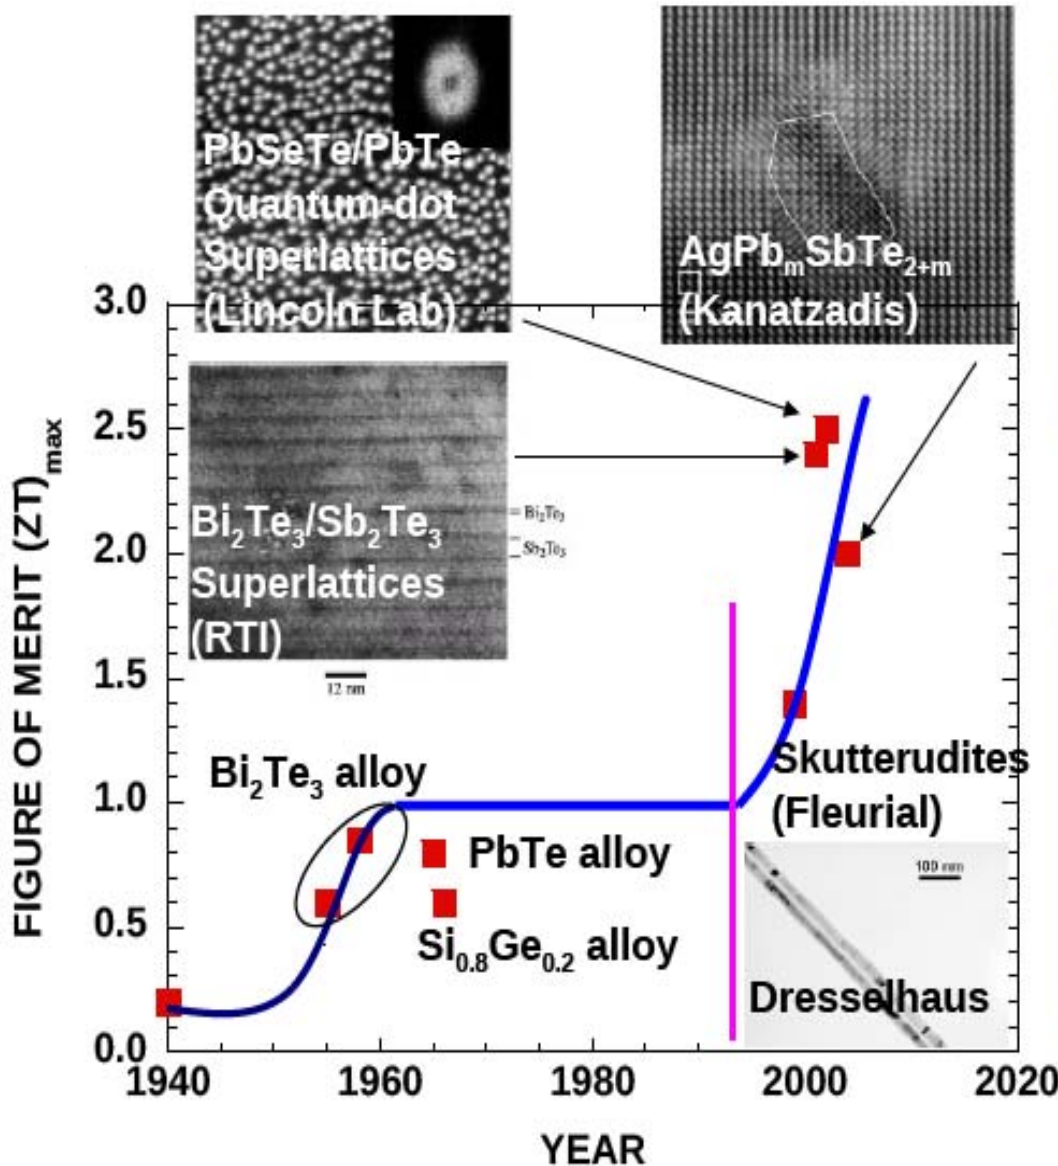 PbSeTe/PbTe
Quantum-dot
Superlattices
(Lincoln Lab)
AgPbₘSbTe₂₊ₘ
(Kanatzadis)
Bi₂Te₃/Sb₂Te₃
Superlattices
(RTI)
Bi₂Te₃
Sb₂Te₃
12 nm
Bi₂Te₃ alloy
PbTe alloy
Si₀.₈Ge₀.₂ alloy
Skutterudites
(Fleurial)
100 nm
Dresselhaus
FIGURE OF MERIT (ZT)ₘₐₓ
3.0
2.5
2.0
1.5
1.0
0.5
0.0
1940 1960 1980 2000 2020
YEAR